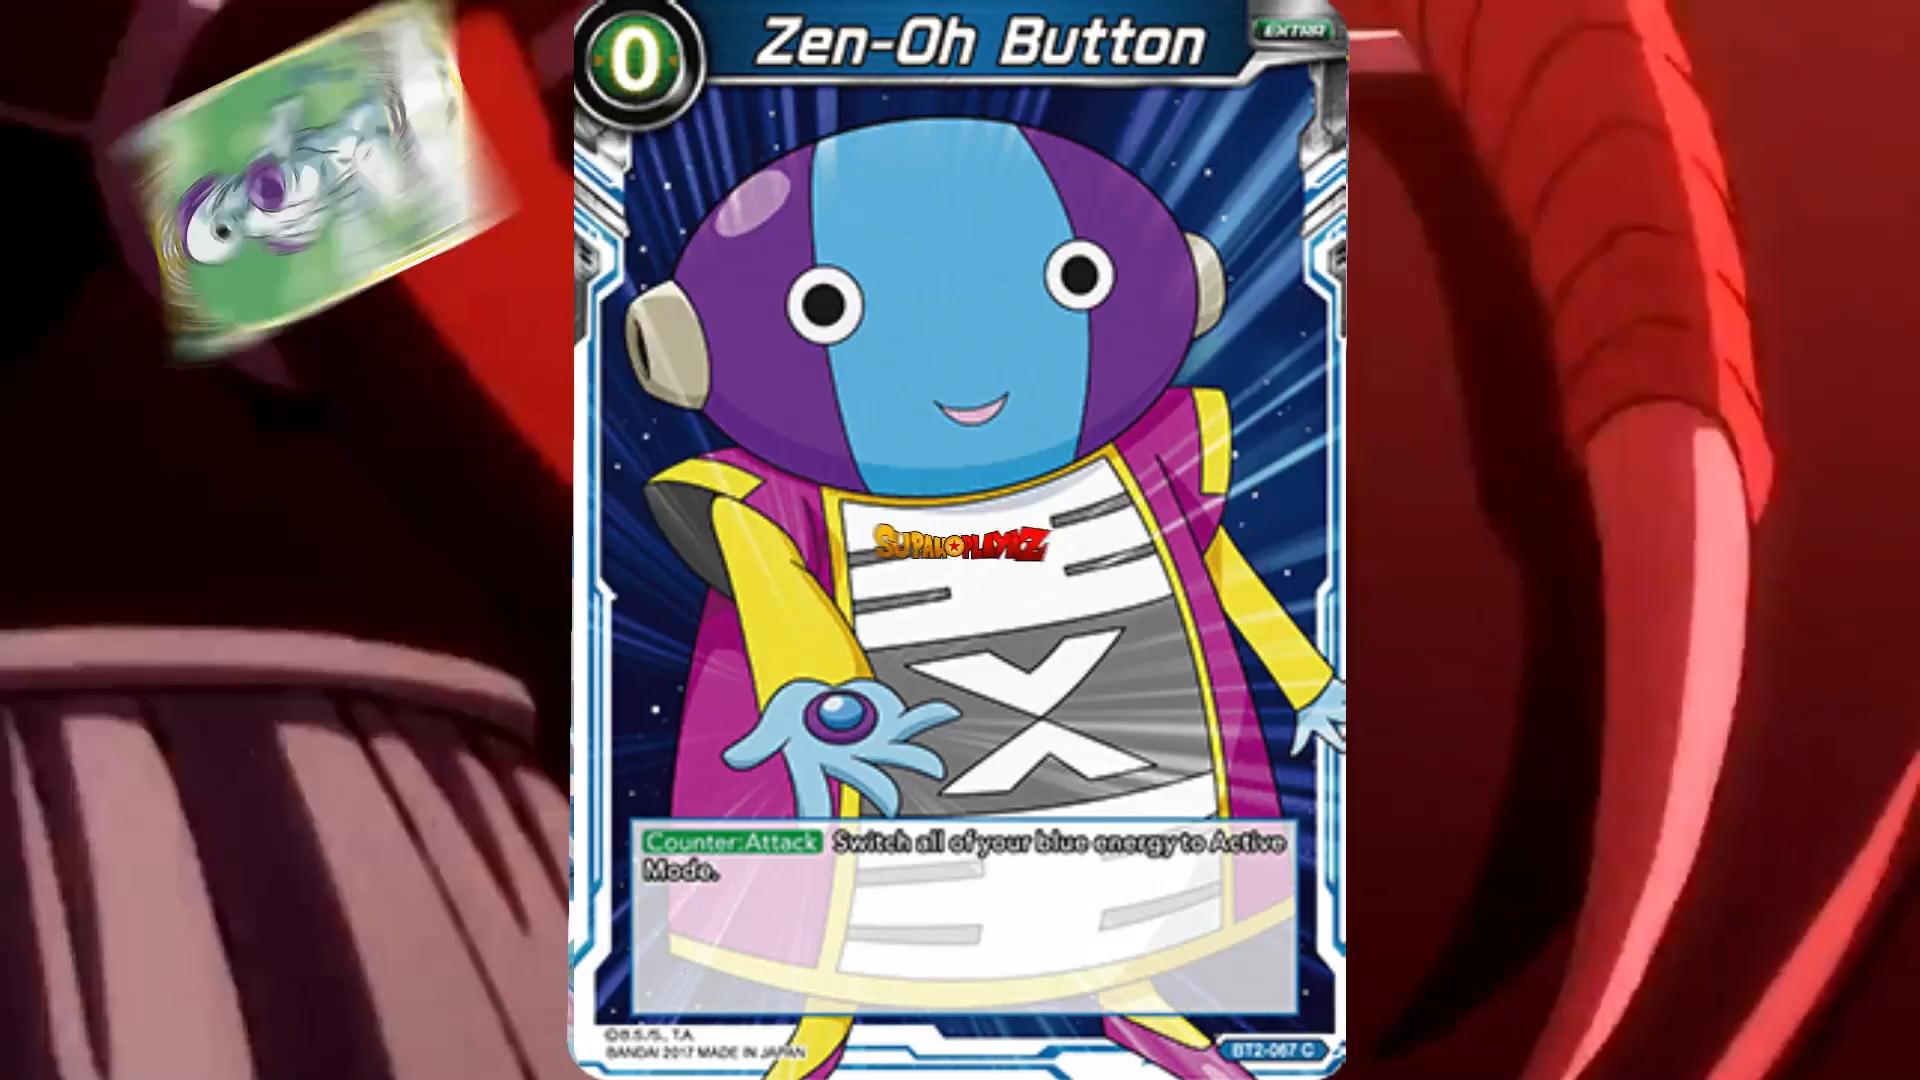 0
Zen-Oh Button
EXTRA
SUPAHOPLAYKZ
Counter:Attack Switch all of your blue energy to Active
Mode.
©B.S./S., T.A.
BANDAI 2017 MADE IN JAPAN
BT2-067 C